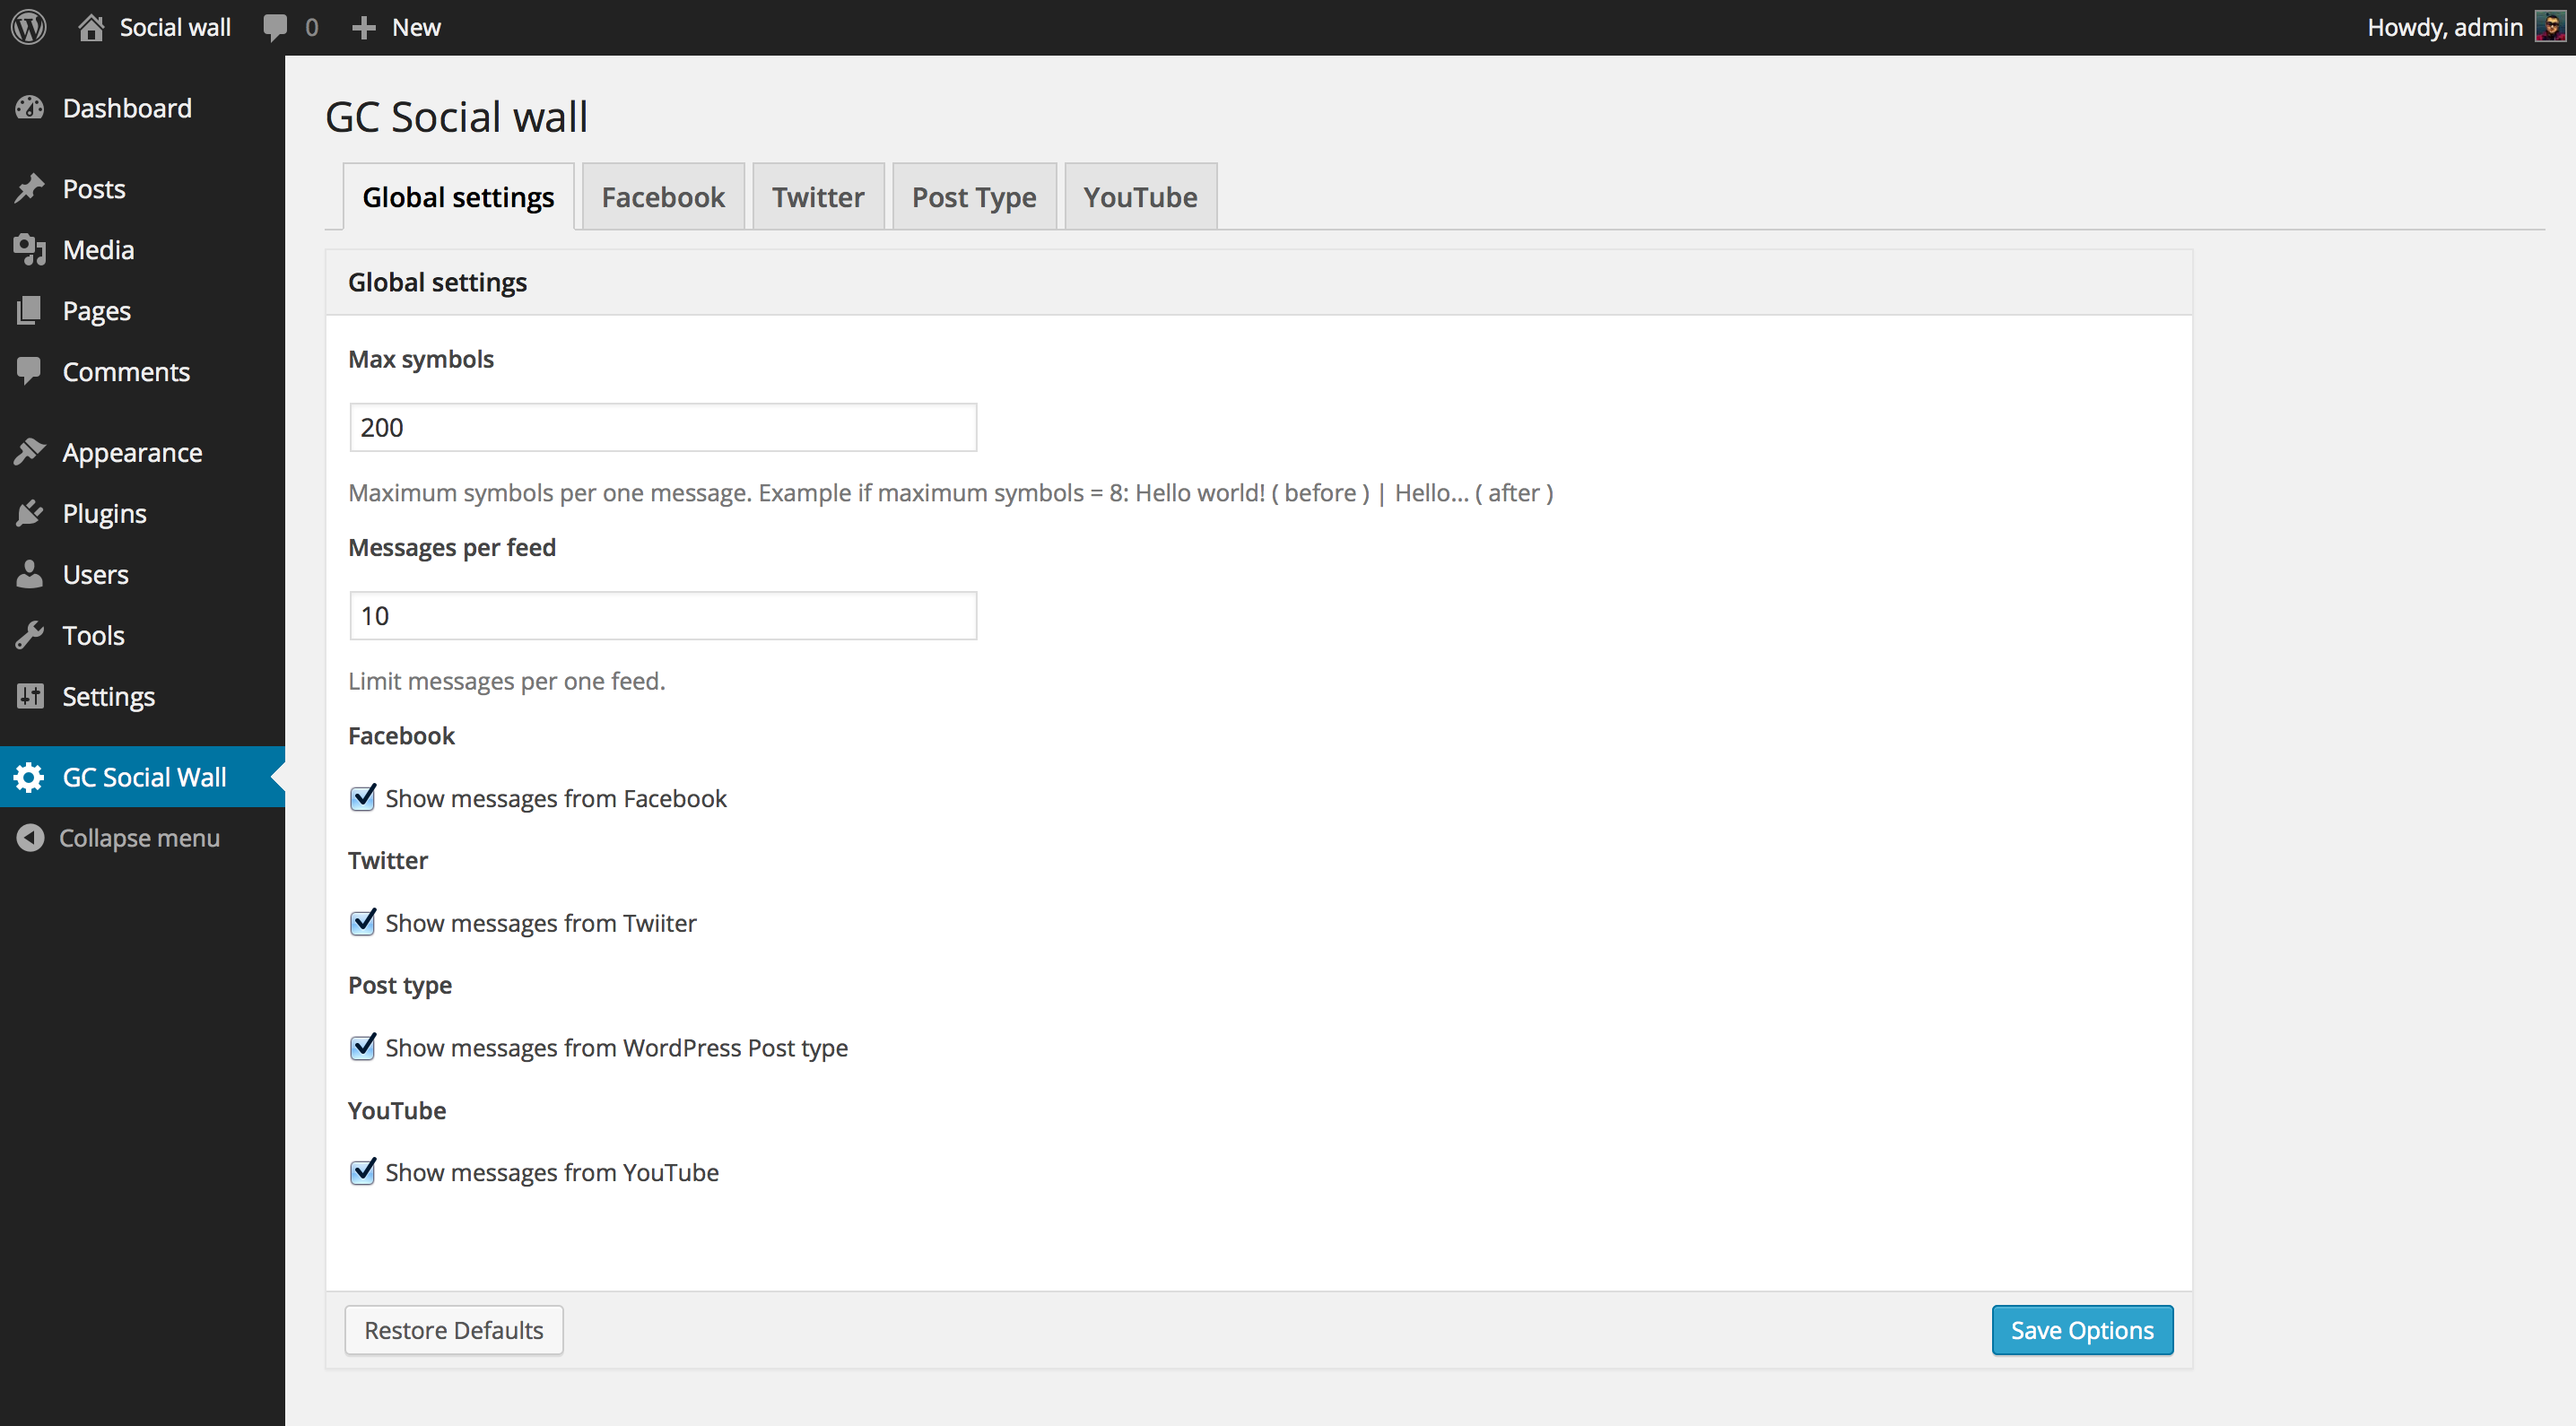 Social wall 0 New Howdy, admin
Dashboard
Posts
Media
Pages
Comments
Appearance
Plugins
Users
Tools
Settings
GC Social Wall
Collapse menu
GC Social wall
Global settings Facebook Twitter Post Type YouTube
Global settings
Max symbols
200
Maximum symbols per one message. Example if maximum symbols = 8: Hello world! ( before ) | Hello... ( after )
Messages per feed
10
Limit messages per one feed.
Facebook
Show messages from Facebook
Twitter
Show messages from Twiiter
Post type
Show messages from WordPress Post type
YouTube
Show messages from YouTube
Restore Defaults Save Options